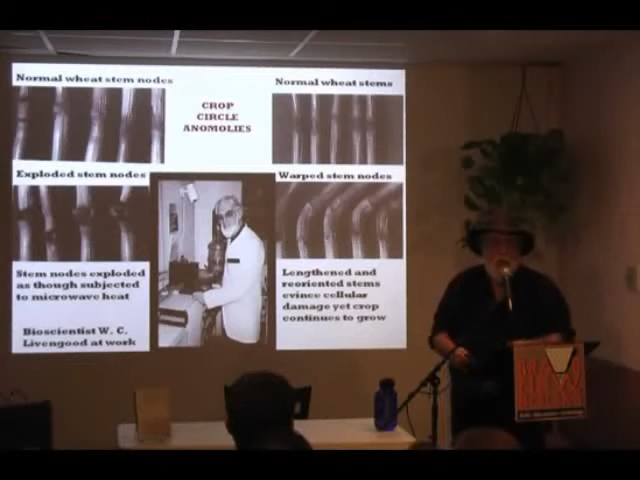 Normal wheat stem nodes
CROP
CIRCLE
ANOMOLIES
Normal wheat stems
Exploded stem nodes
Warped stem nodes
Stem nodes exploded
as though subjected
to microwave heat
Bioscientist W. C.
Livengood at work
Lengthened and
reoriented stems
evince cellular
damage yet crop
continues to grow